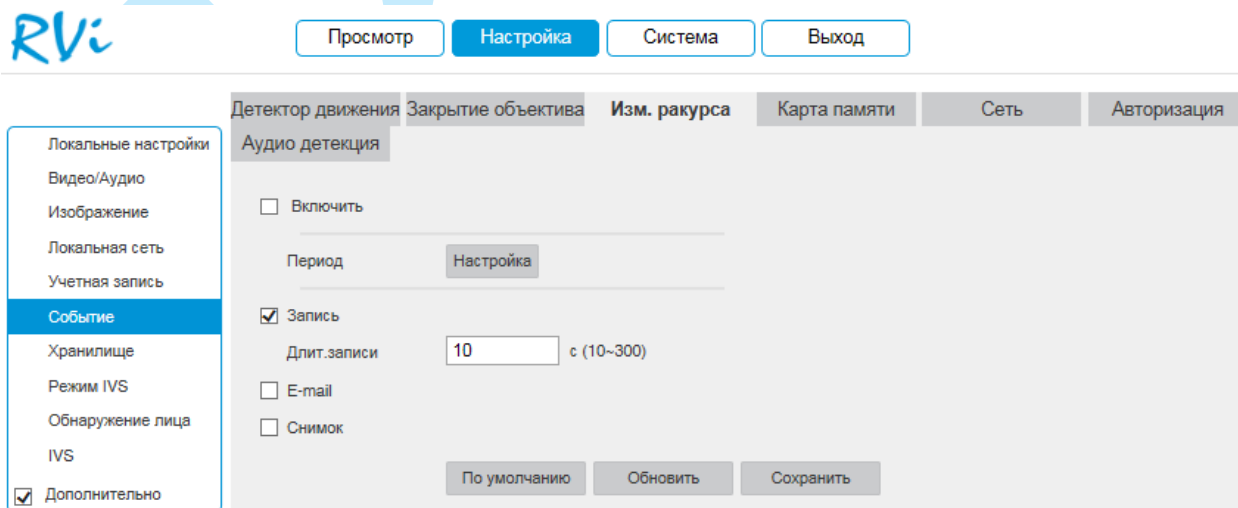 RVi
Просмотр Настройка Система Выход
Детектор движения Закрытие объектива Изм. ракурса Карта памяти Сеть Авторизация
Аудио детекция
Локальные настройки
Видео/Аудио
Изображение
Локальная сеть
Учетная запись
Событие
Хранилище
Режим IVS
Обнаружение лица
IVS
Дополнительно
Включить
Период Настройка
Запись
Длит.записи 10 с (10~300)
E-mail
Снимок
По умолчанию Обновить Сохранить